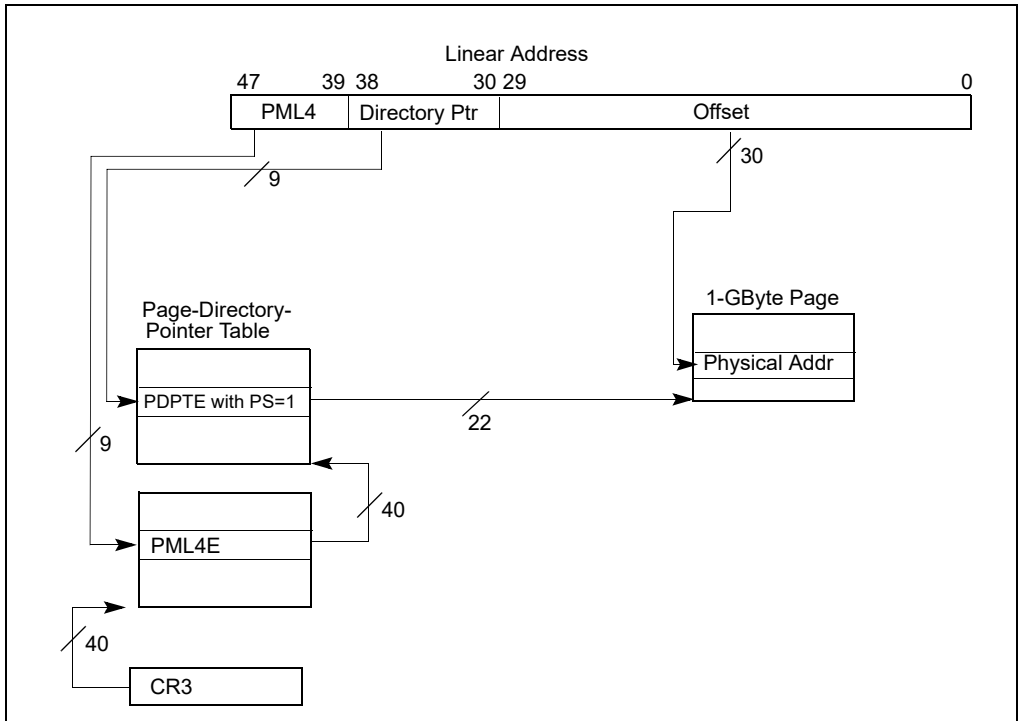 Linear Address
47 39 38 30 29 0
PML4 Directory Ptr Offset
9
30
Page-Directory-
Pointer Table
1-GByte Page
Physical Addr
PDPTE with PS=1
22
9
40
PML4E
40
CR3